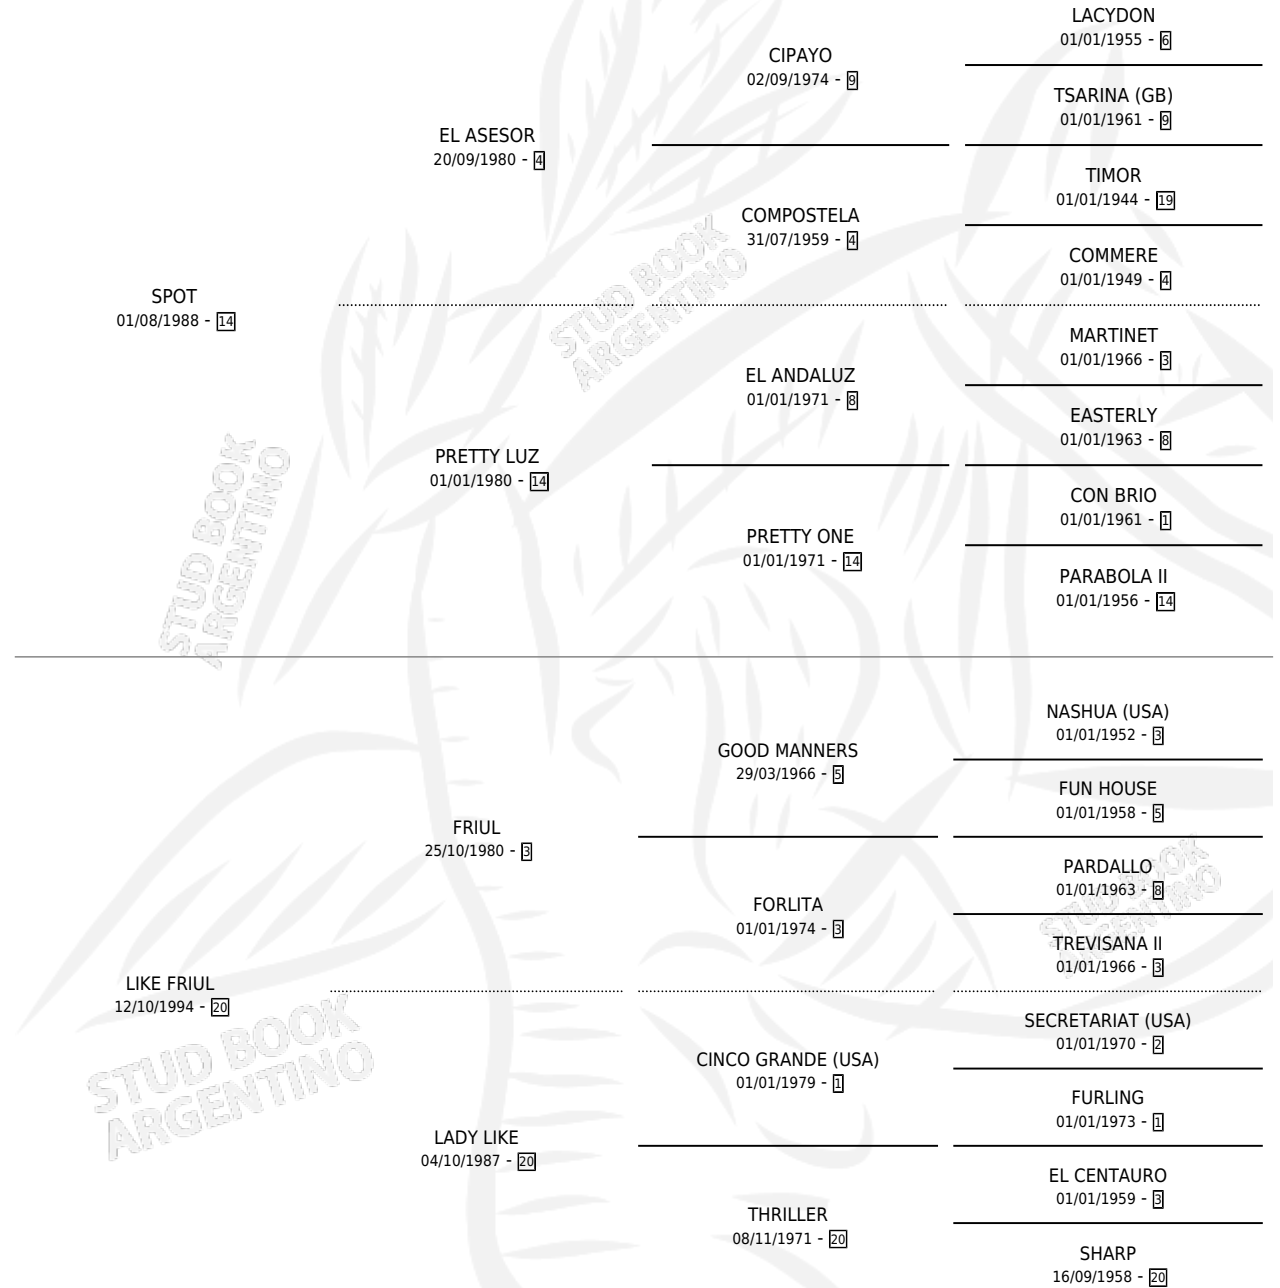 LACYDON
01/01/1955 - 6
CIPAYO
02/09/1974 - 9
TSARINA (GB)
01/01/1961 - 9
EL ASESOR
20/09/1980 - 4
TIMOR
01/01/1944 - 19
COMPOSTELA
31/07/1959 - 4
COMMERE
01/01/1949 - 4
SPOT
01/08/1988 - 14
MARTINET
01/01/1966 - 3
EL ANDALUZ
01/01/1971 - 8
EASTERLY
01/01/1963 - 8
PRETTY LUZ
01/01/1980 - 14
CON BRIO
01/01/1961 - 1
PRETTY ONE
01/01/1971 - 14
PARABOLA II
01/01/1956 - 14
NASHUA (USA)
01/01/1952 - 3
GOOD MANNERS
29/03/1966 - 5
FUN HOUSE
01/01/1958 - 5
FRIUL
25/10/1980 - 3
PARDALLO
01/01/1963 - 8
FORLITA
01/01/1974 - 3
TREVISANA II
01/01/1966 - 3
LIKE FRIUL
12/10/1994 - 20
SECRETARIAT (USA)
01/01/1970 - 2
CINCO GRANDE (USA)
01/01/1979 - 1
FURLING
01/01/1973 - 1
LADY LIKE
04/10/1987 - 20
EL CENTAURO
01/01/1959 - 3
THRILLER
08/11/1971 - 20
SHARP
16/09/1958 - 20
STUD BOOK
ARGENTINO
STUD BOOK
ARGENTINO
STUD BOOK
ARGENTINO
STUD BOOK
ARGENTINO